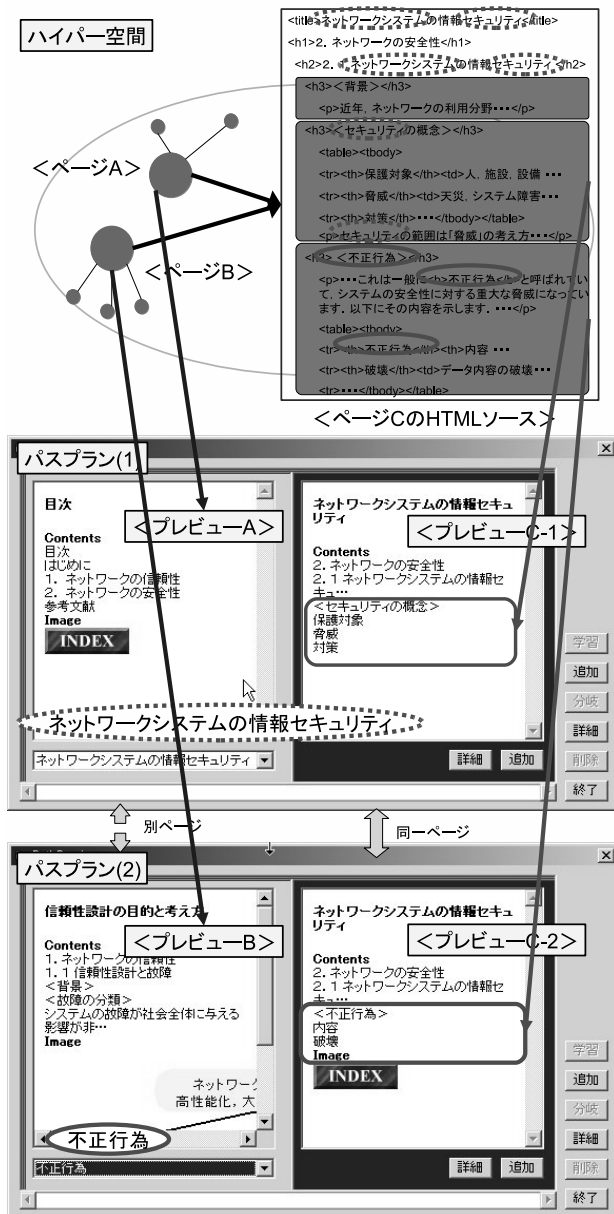 ハイパー空間
<title>ネットワークシステムの情報セキュリティ</title>
<h1>2. ネットワークの安全性</h1>
<h2>2. 1 ネットワークシステムの情報セキュリティ</h2>
<h3>＜背景＞</h3>
<p>近年, ネットワークの利用分野･･･</p>
<h3>＜セキュリティの概念＞</h3>
<table><tbody>
<tr><th>保護対象</th><td>人, 施設, 設備 ･･･
<tr><th>脅威</th><td>天災, システム障害･･･
<tr><th>対策</th>････</tbody></table>
<p>セキュリティの範囲は「脅威」の考え方･･･</p>
<h3>＜不正行為＞</h3>
<p>･･･これは一般に<b>不正行為</b>と呼ばれてい
て, システムの安全性に対する重大な脅威になってい
ます. 以下にその内容を示します. ･･･</p>
<table><tbody>
<tr><th>不正行為</th><th>内容 ･･･
<tr><th>破壊</th><td>データ内容の破壊･･･
<tr>･･･</tbody></table>
＜ページA＞
＜ページB＞
＜ページCのHTMLソース＞
パスプラン(1)
目次
＜プレビューA＞
Contents
目次
はじめに
1. ネットワークの信頼性
2. ネットワークの安全性
参考文献
Image
INDEX
ネットワークシステムの情報セキュリティ
ネットワークシステムの情報セキュリティ
ネットワークシステムの情報セキュ
リティ
＜プレビューC-1＞
Contents
2. ネットワークの安全性
2. 1 ネットワークシステムの情報セ
キュ…
＜セキュリティの概念＞
保護対象
脅威
対策
詳細
追加
学習
追加
分岐
詳細
削除
終了
別ページ
同一ページ
パスプラン(2)
信頼性設計の目的と考え方
＜プレビューB＞
Contents
1. ネットワークの信頼性
1. 1 信頼性設計と故障
＜背景＞
＜故障の分類＞
システムの故障が社会全体に与える
影響が非…
Image
ネットワーク
高性能化, 大
不正行為
不正行為
ネットワークシステムの情報セキュ
リティ
＜プレビューC-2＞
Contents
2. ネットワークの安全性
2. 1 ネットワークシステムの情報セ
キュ…
＜不正行為＞
内容
破壊
Image
INDEX
詳細
追加
学習
追加
分岐
詳細
削除
終了